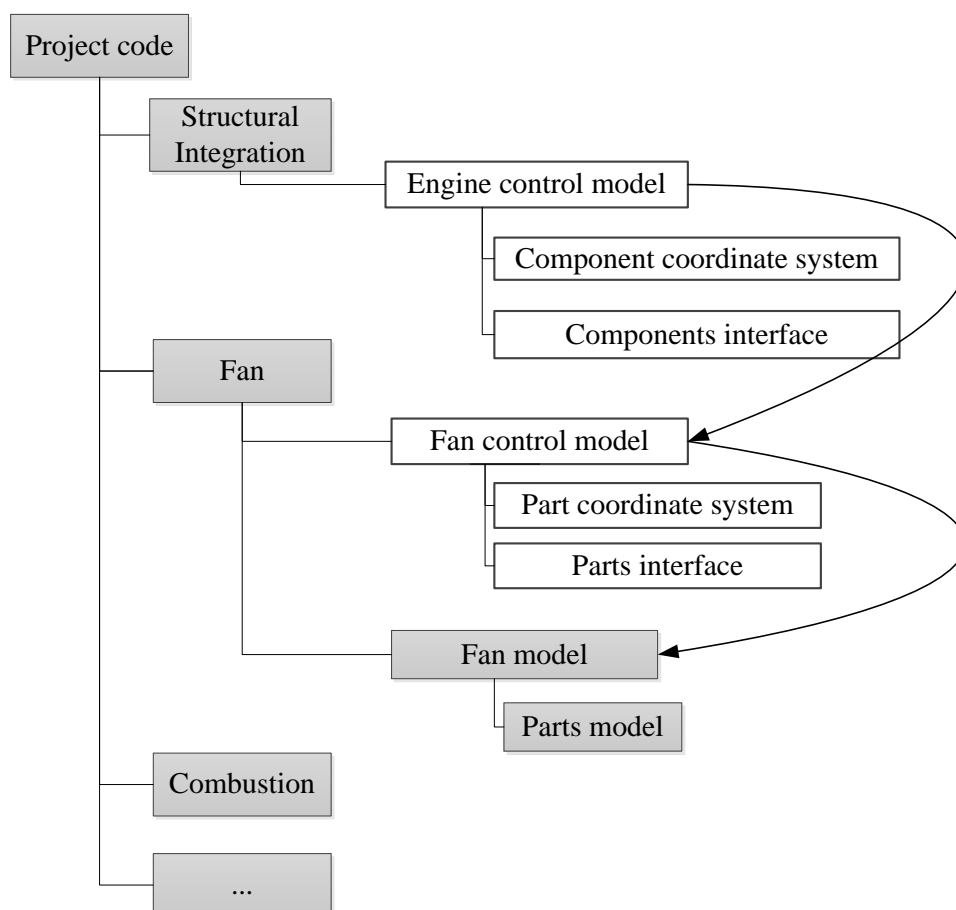 Project code
Structural
Integration
Engine control model
Component coordinate system
Components interface
Fan
Fan control model
Part coordinate system
Parts interface
Fan model
Parts model
Combustion
...